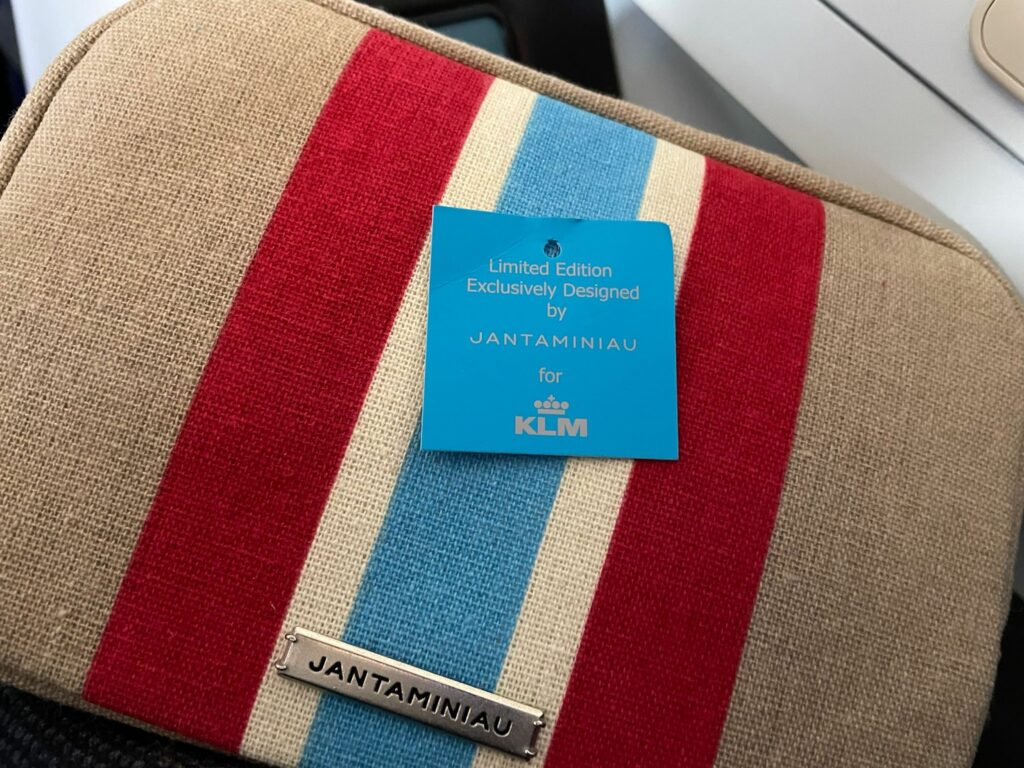 Limited Edition
Exclusively Designed
by
JANTAMINIAU
for
KLM
JANTAMINIAU